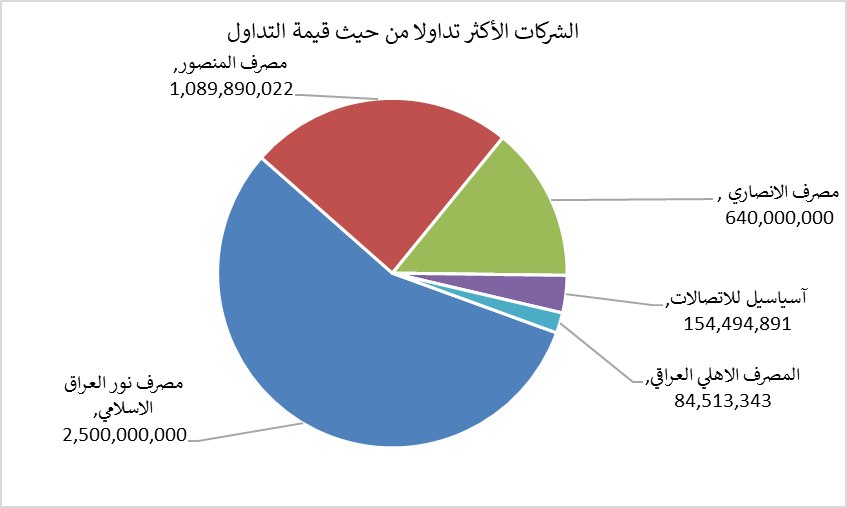 الشركات الأكثر تداولا من حيث قيمة التداول
مصرف المنصور,
1,089,890,022
مصرف الانصاري ,
640,000,000
آسياسيل للاتصالات,
154,494,891
المصرف الاهلي العراقي,
84,513,343
مصرف نور العراق
الاسلامي,
2,500,000,000